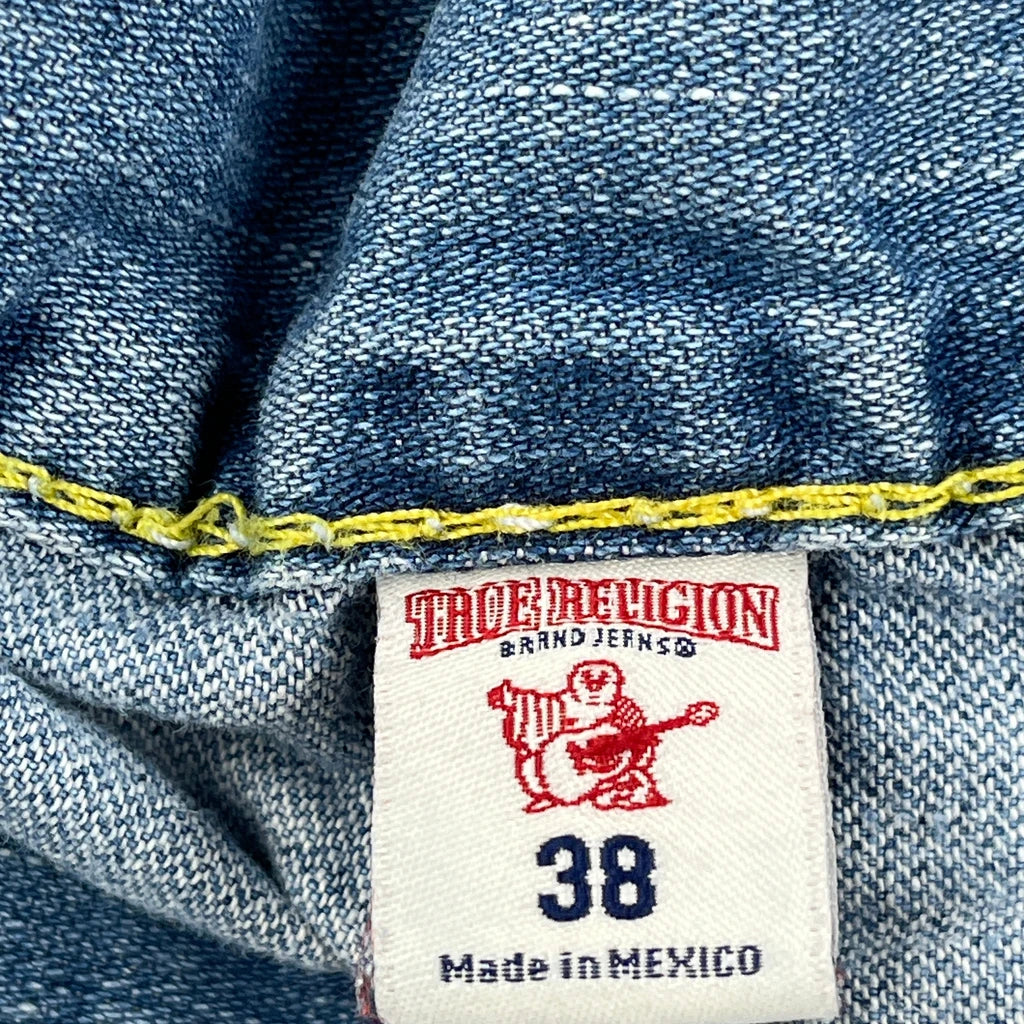 TRUE RELIGION
BRAND JEANS®
38
Made in MEXICO